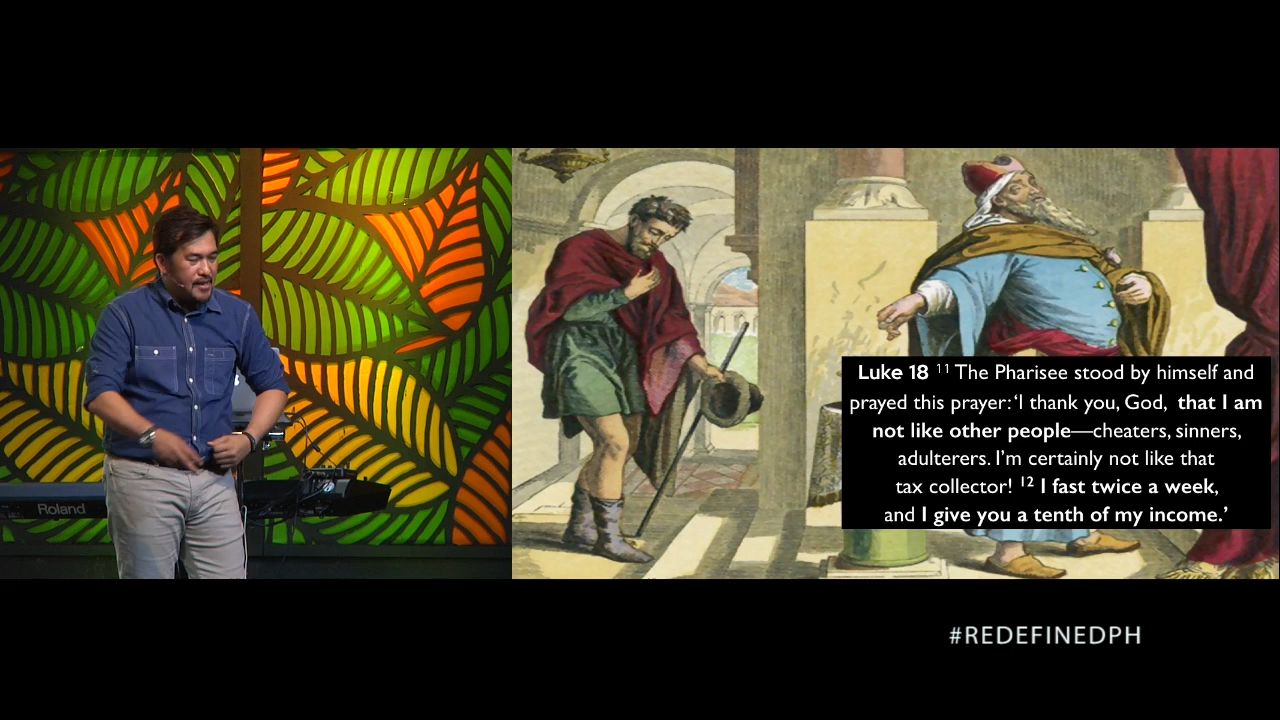 Roland
Luke 18 ¹¹ The Pharisee stood by himself and
prayed this prayer: ‘I thank you, God, that I am
not like other people—cheaters, sinners,
adulterers. I’m certainly not like that
tax collector! ¹² I fast twice a week,
and I give you a tenth of my income.’
#REDEFINEDPH